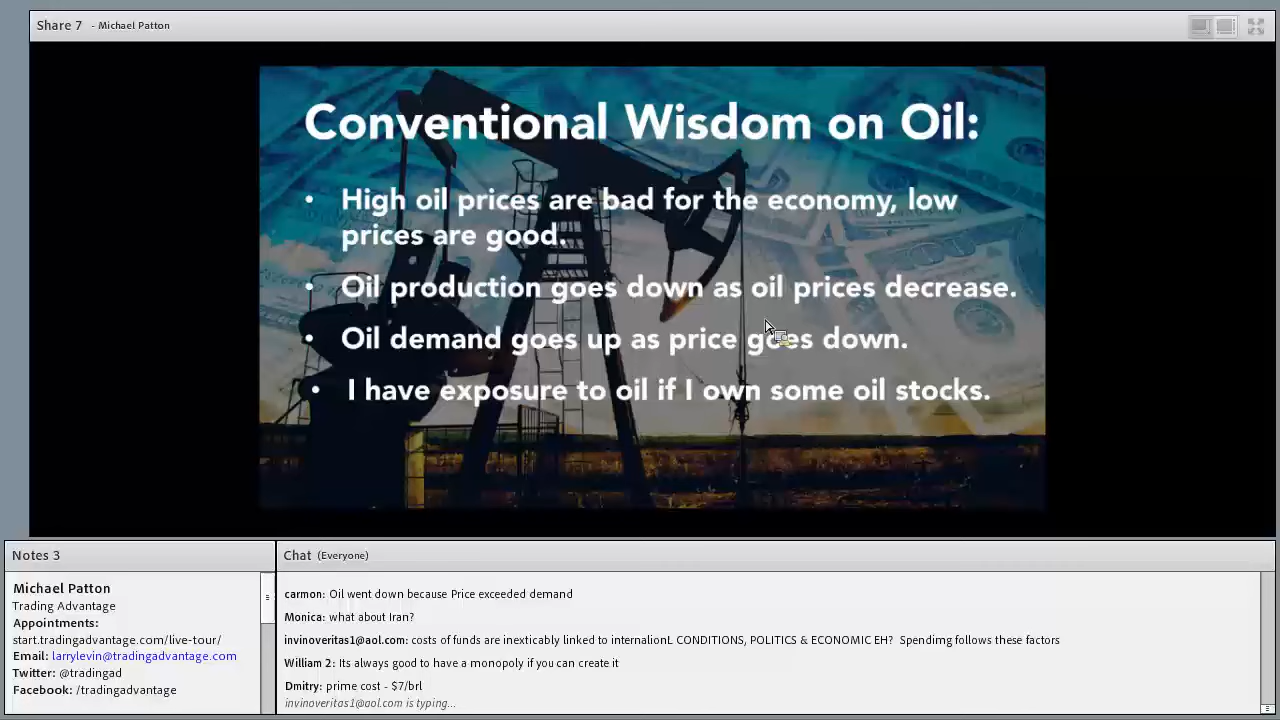 Share 7 - Michael Patton
Conventional Wisdom on Oil:
• High oil prices are bad for the economy, low
prices are good.
• Oil production goes down as oil prices decrease.
• Oil demand goes up as price goes down.
• I have exposure to oil if I own some oil stocks.
Notes 3
Michael Patton
Trading Advantage
Appointments:
start.tradingadvantage.com/live-tour/
Email: larrylevin@tradingadvantage.com
Twitter: @tradingad
Facebook: /tradingadvantage
Chat (Everyone)
carmon: Oil went down because Price exceeded demand
Monica: what about Iran?
invinoveritas1@aol.com: costs of funds are inexticably linked to internalionL CONDITIONS, POLITICS & ECONOMIC EH? Spending follows these factors
William 2: Its always good to have a monopoly if you can create it
Dmitry: prime cost - $7/brl
invinoveritas1@aol.com is typing...